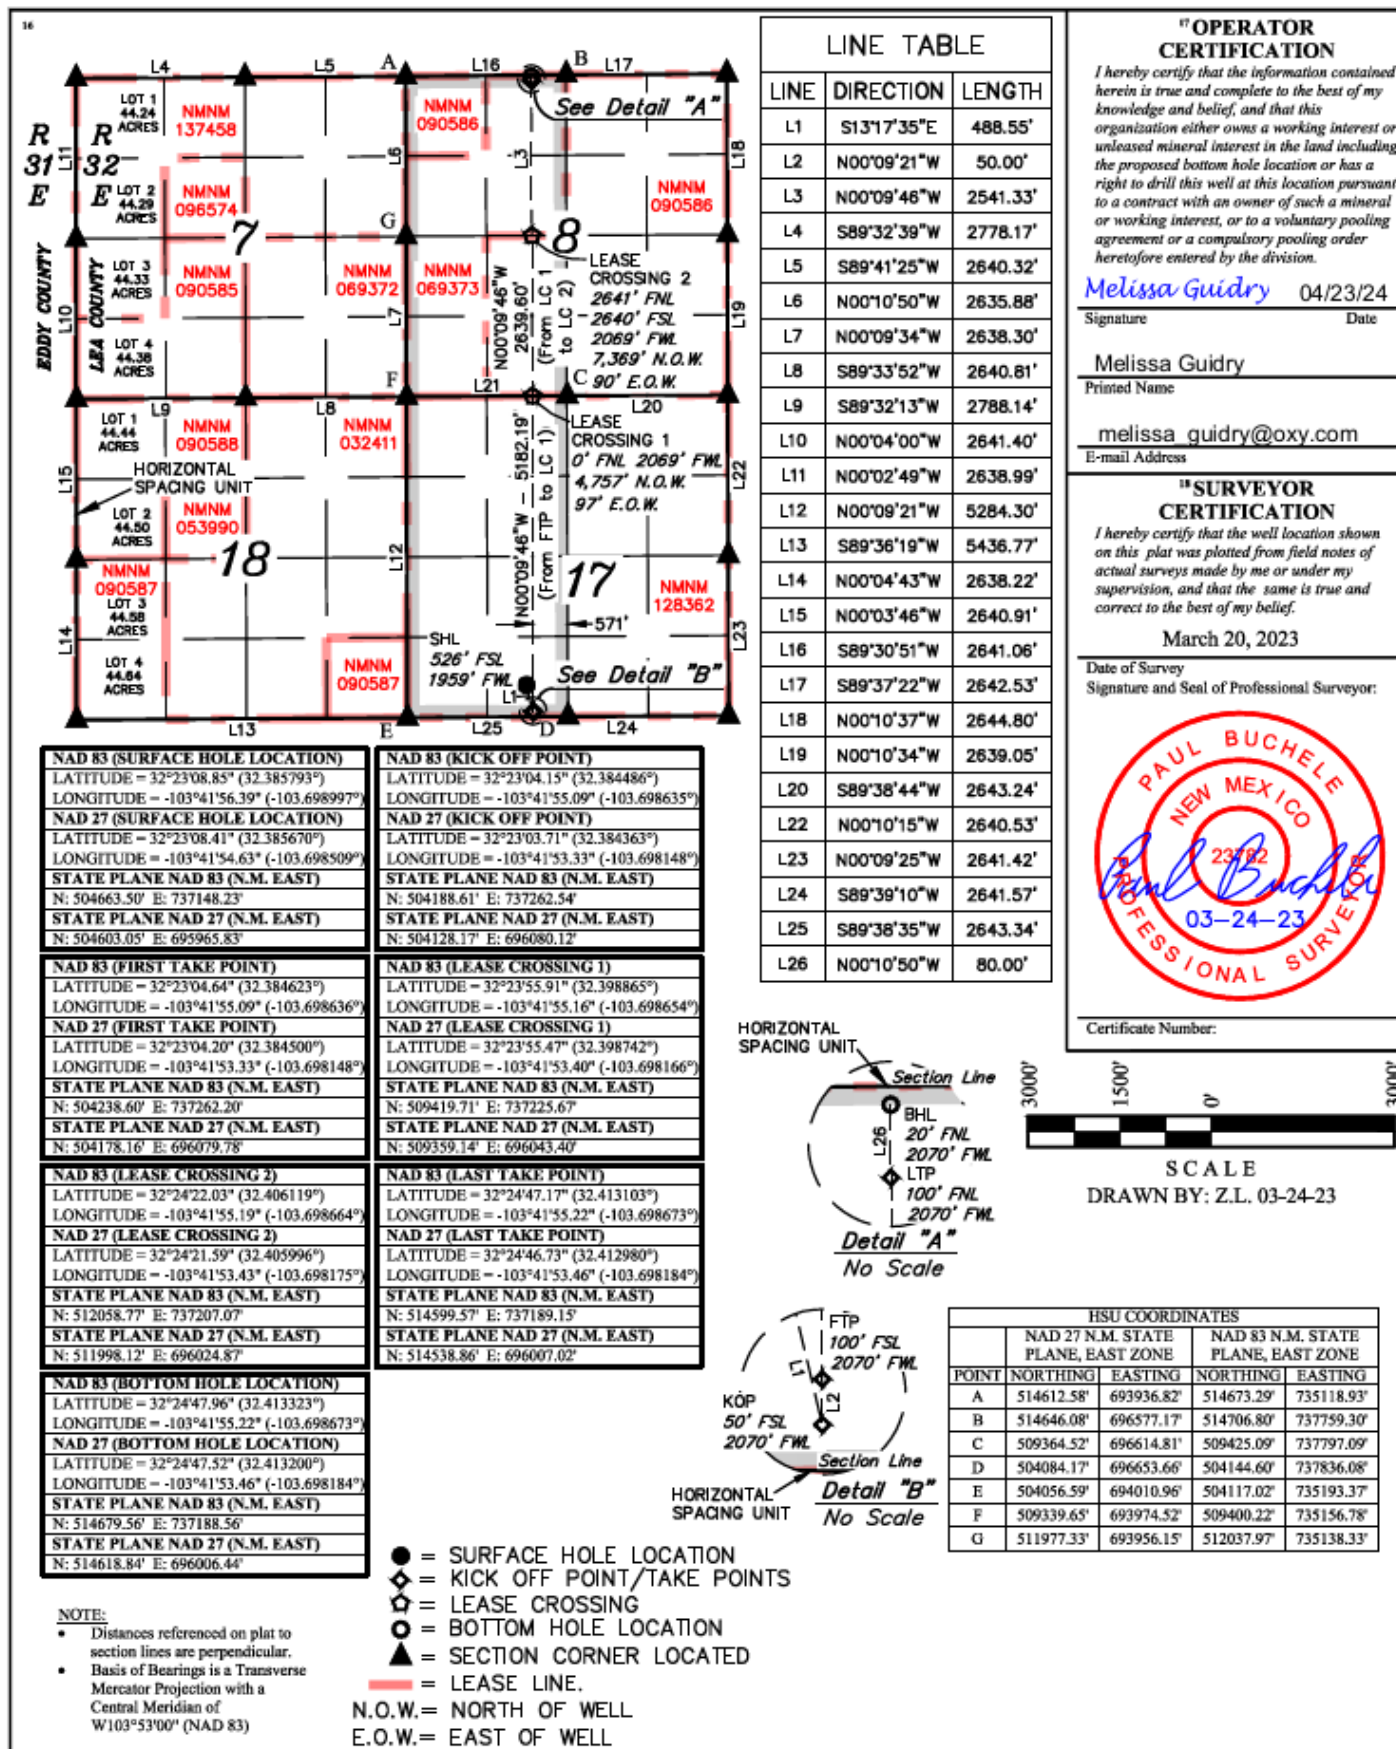 16
L4
L5
A
L16
B
L17
LOT 1
44.24
ACRES
NMNM
137458
NMNM
090586
See Detail "A"
R
31
E
R
32
E
L11
L6
L3
L18
LOT 2
44.29
ACRES
NMNM
096574
NMNM
090586
7
G
8
LOT 3
44.33
ACRES
NMNM
090585
NMNM
069372
NMNM
069373
LEASE
CROSSING 2
2641' FNL
2640' FSL
2069' FWL
7,369' N.O.W.
90' E.O.W.
N00°09'46"W
2639.60'
(From LC 1
to LC 2)
EDDY COUNTY
LEA COUNTY
L10
L7
L19
LOT 4
44.38
ACRES
F
L21
C
L9
L8
L20
LOT 1
44.44
ACRES
NMNM
090588
NMNM
032411
LEASE
CROSSING 1
0' FNL 2069' FWL
4,757' N.O.W.
97' E.O.W.
N00°09'46"W – 5182.19'
(From FTP to LC 1)
L15
HORIZONTAL
SPACING UNIT
L22
LOT 2
44.50
ACRES
NMNM
053990
18
L12
17
NMNM
090587
LOT 3
44.58
ACRES
NMNM
128362
571'
L14
L23
SHL
526' FSL
1959' FWL
LOT 4
44.64
ACRES
NMNM
090587
See Detail "B"
L1
L13
E
L25
D
L24
LINE TABLE
LINE DIRECTION LENGTH
L1 S13°17'35"E 488.55'
L2 N00°09'21"W 50.00'
L3 N00°09'46"W 2541.33'
L4 S89°32'39"W 2778.17'
L5 S89°41'25"W 2640.32'
L6 N00°10'50"W 2635.88'
L7 N00°09'34"W 2638.30'
L8 S89°33'52"W 2640.81'
L9 S89°32'13"W 2788.14'
L10 N00°04'00"W 2641.40'
L11 N00°02'49"W 2638.99'
L12 N00°09'21"W 5284.30'
L13 S89°36'19"W 5436.77'
L14 N00°04'43"W 2638.22'
L15 N00°03'46"W 2640.91'
L16 S89°30'51"W 2641.06'
L17 S89°37'22"W 2642.53'
L18 N00°10'37"W 2644.80'
L19 N00°10'34"W 2639.05'
L20 S89°38'44"W 2643.24'
L22 N00°10'15"W 2640.53'
L23 N00°09'25"W 2641.42'
L24 S89°39'10"W 2641.57'
L25 S89°38'35"W 2643.34'
L26 N00°10'50"W 80.00'
17 OPERATOR
CERTIFICATION
I hereby certify that the information contained
herein is true and complete to the best of my
knowledge and belief, and that this
organization either owns a working interest or
unleased mineral interest in the land including
the proposed bottom hole location or has a
right to drill this well at this location pursuant
to a contract with an owner of such a mineral
or working interest, or to a voluntary pooling
agreement or a compulsory pooling order
heretofore entered by the division.
Melissa Guidry 04/23/24
Signature Date
Melissa Guidry
Printed Name
melissa_guidry@oxy.com
E-mail Address
18 SURVEYOR
CERTIFICATION
I hereby certify that the well location shown
on this plat was plotted from field notes of
actual surveys made by me or under my
supervision, and that the same is true and
correct to the best of my belief.
March 20, 2023
Date of Survey
Signature and Seal of Professional Surveyor:
PAUL BUCHELE
NEW MEXICO
23782
Paul Buchele
03-24-23
PROFESSIONAL SURVEYOR
Certificate Number:
NAD 83 (SURFACE HOLE LOCATION)
LATITUDE = 32°23'08.85" (32.385793°)
LONGITUDE = -103°41'56.39" (-103.698997°)
NAD 27 (SURFACE HOLE LOCATION)
LATITUDE = 32°23'08.41" (32.385670°)
LONGITUDE = -103°41'54.63" (-103.698509°)
STATE PLANE NAD 83 (N.M. EAST)
N: 504663.50' E: 737148.23'
STATE PLANE NAD 27 (N.M. EAST)
N: 504603.05' E: 695965.83'
NAD 83 (KICK OFF POINT)
LATITUDE = 32°23'04.15" (32.384486°)
LONGITUDE = -103°41'55.09" (-103.698635°)
NAD 27 (KICK OFF POINT)
LATITUDE = 32°23'03.71" (32.384363°)
LONGITUDE = -103°41'53.33" (-103.698148°)
STATE PLANE NAD 83 (N.M. EAST)
N: 504188.61' E: 737262.54'
STATE PLANE NAD 27 (N.M. EAST)
N: 504128.17' E: 696080.12'
NAD 83 (FIRST TAKE POINT)
LATITUDE = 32°23'04.64" (32.384623°)
LONGITUDE = -103°41'55.09" (-103.698636°)
NAD 27 (FIRST TAKE POINT)
LATITUDE = 32°23'04.20" (32.384500°)
LONGITUDE = -103°41'53.33" (-103.698148°)
STATE PLANE NAD 83 (N.M. EAST)
N: 504238.60' E: 737262.20'
STATE PLANE NAD 27 (N.M. EAST)
N: 504178.16' E: 696079.78'
NAD 83 (LEASE CROSSING 1)
LATITUDE = 32°23'55.91" (32.398865°)
LONGITUDE = -103°41'55.16" (-103.698654°)
NAD 27 (LEASE CROSSING 1)
LATITUDE = 32°23'55.47" (32.398742°)
LONGITUDE = -103°41'53.40" (-103.698166°)
STATE PLANE NAD 83 (N.M. EAST)
N: 509419.71' E: 737225.67'
STATE PLANE NAD 27 (N.M. EAST)
N: 509359.14' E: 696043.40'
NAD 83 (LEASE CROSSING 2)
LATITUDE = 32°24'22.03" (32.406119°)
LONGITUDE = -103°41'55.19" (-103.698664°)
NAD 27 (LEASE CROSSING 2)
LATITUDE = 32°24'21.59" (32.405996°)
LONGITUDE = -103°41'53.43" (-103.698175°)
STATE PLANE NAD 83 (N.M. EAST)
N: 512058.77' E: 737207.07'
STATE PLANE NAD 27 (N.M. EAST)
N: 511998.12' E: 696024.87'
NAD 83 (LAST TAKE POINT)
LATITUDE = 32°24'47.17" (32.413103°)
LONGITUDE = -103°41'55.22" (-103.698673°)
NAD 27 (LAST TAKE POINT)
LATITUDE = 32°24'46.73" (32.412980°)
LONGITUDE = -103°41'53.46" (-103.698184°)
STATE PLANE NAD 83 (N.M. EAST)
N: 514599.57' E: 737189.15'
STATE PLANE NAD 27 (N.M. EAST)
N: 514538.86' E: 696007.02'
NAD 83 (BOTTOM HOLE LOCATION)
LATITUDE = 32°24'47.96" (32.413323°)
LONGITUDE = -103°41'55.22" (-103.698673°)
NAD 27 (BOTTOM HOLE LOCATION)
LATITUDE = 32°24'47.52" (32.413200°)
LONGITUDE = -103°41'53.46" (-103.698184°)
STATE PLANE NAD 83 (N.M. EAST)
N: 514679.56' E: 737188.56'
STATE PLANE NAD 27 (N.M. EAST)
N: 514618.84' E: 696006.44'
HORIZONTAL
SPACING UNIT
Section Line
BHL
20' FNL
2070' FWL
L26
LTP
100' FNL
2070' FWL
Detail "A"
No Scale
3000' 1500' 0' 3000'
SCALE
DRAWN BY: Z.L. 03-24-23
FTP
100' FSL
2070' FWL
L1
L2
KOP
50' FSL
2070' FWL
Section Line
HORIZONTAL
SPACING UNIT
Detail "B"
No Scale
HSU COORDINATES
NAD 27 N.M. STATE
PLANE, EAST ZONE
NAD 83 N.M. STATE
PLANE, EAST ZONE
POINT NORTHING EASTING NORTHING EASTING
A 514612.58' 693936.82' 514673.29' 735118.93'
B 514646.08' 696577.17' 514706.80' 737759.30'
C 509364.52' 696614.81' 509425.09' 737797.09'
D 504084.17' 696653.66' 504144.60' 737836.08'
E 504056.59' 694010.96' 504117.02' 735193.37'
F 509339.65' 693974.52' 509400.22' 735156.78'
G 511977.33' 693956.15' 512037.97' 735138.33'
= SURFACE HOLE LOCATION
= KICK OFF POINT/TAKE POINTS
= LEASE CROSSING
= BOTTOM HOLE LOCATION
= SECTION CORNER LOCATED
= LEASE LINE.
N.O.W.= NORTH OF WELL
E.O.W.= EAST OF WELL
NOTE:
• Distances referenced on plat to
section lines are perpendicular.
• Basis of Bearings is a Transverse
Mercator Projection with a
Central Meridian of
W103°53'00" (NAD 83)